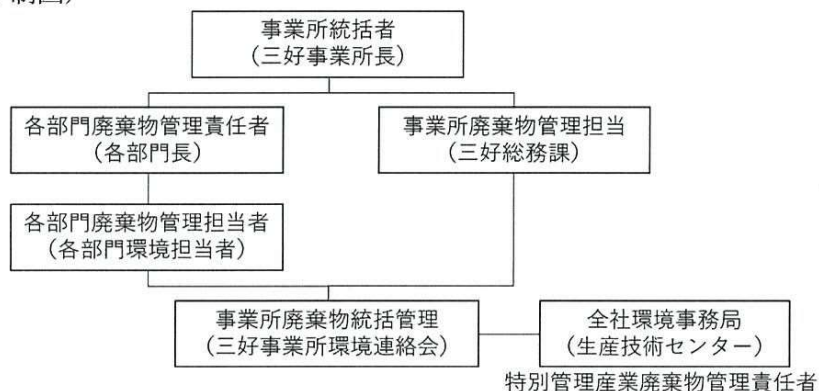 事業所統括者
(三好事業所長)
各部門廃棄物管理責任者
(各部門長)
事業所廃棄物管理担当
(三好総務課)
各部門廃棄物管理担当者
(各部門環境担当者)
事業所廃棄物統括管理
(三好事業所環境連絡会)
全社環境事務局
(生産技術センター)
特別管理産業廃棄物管理責任者